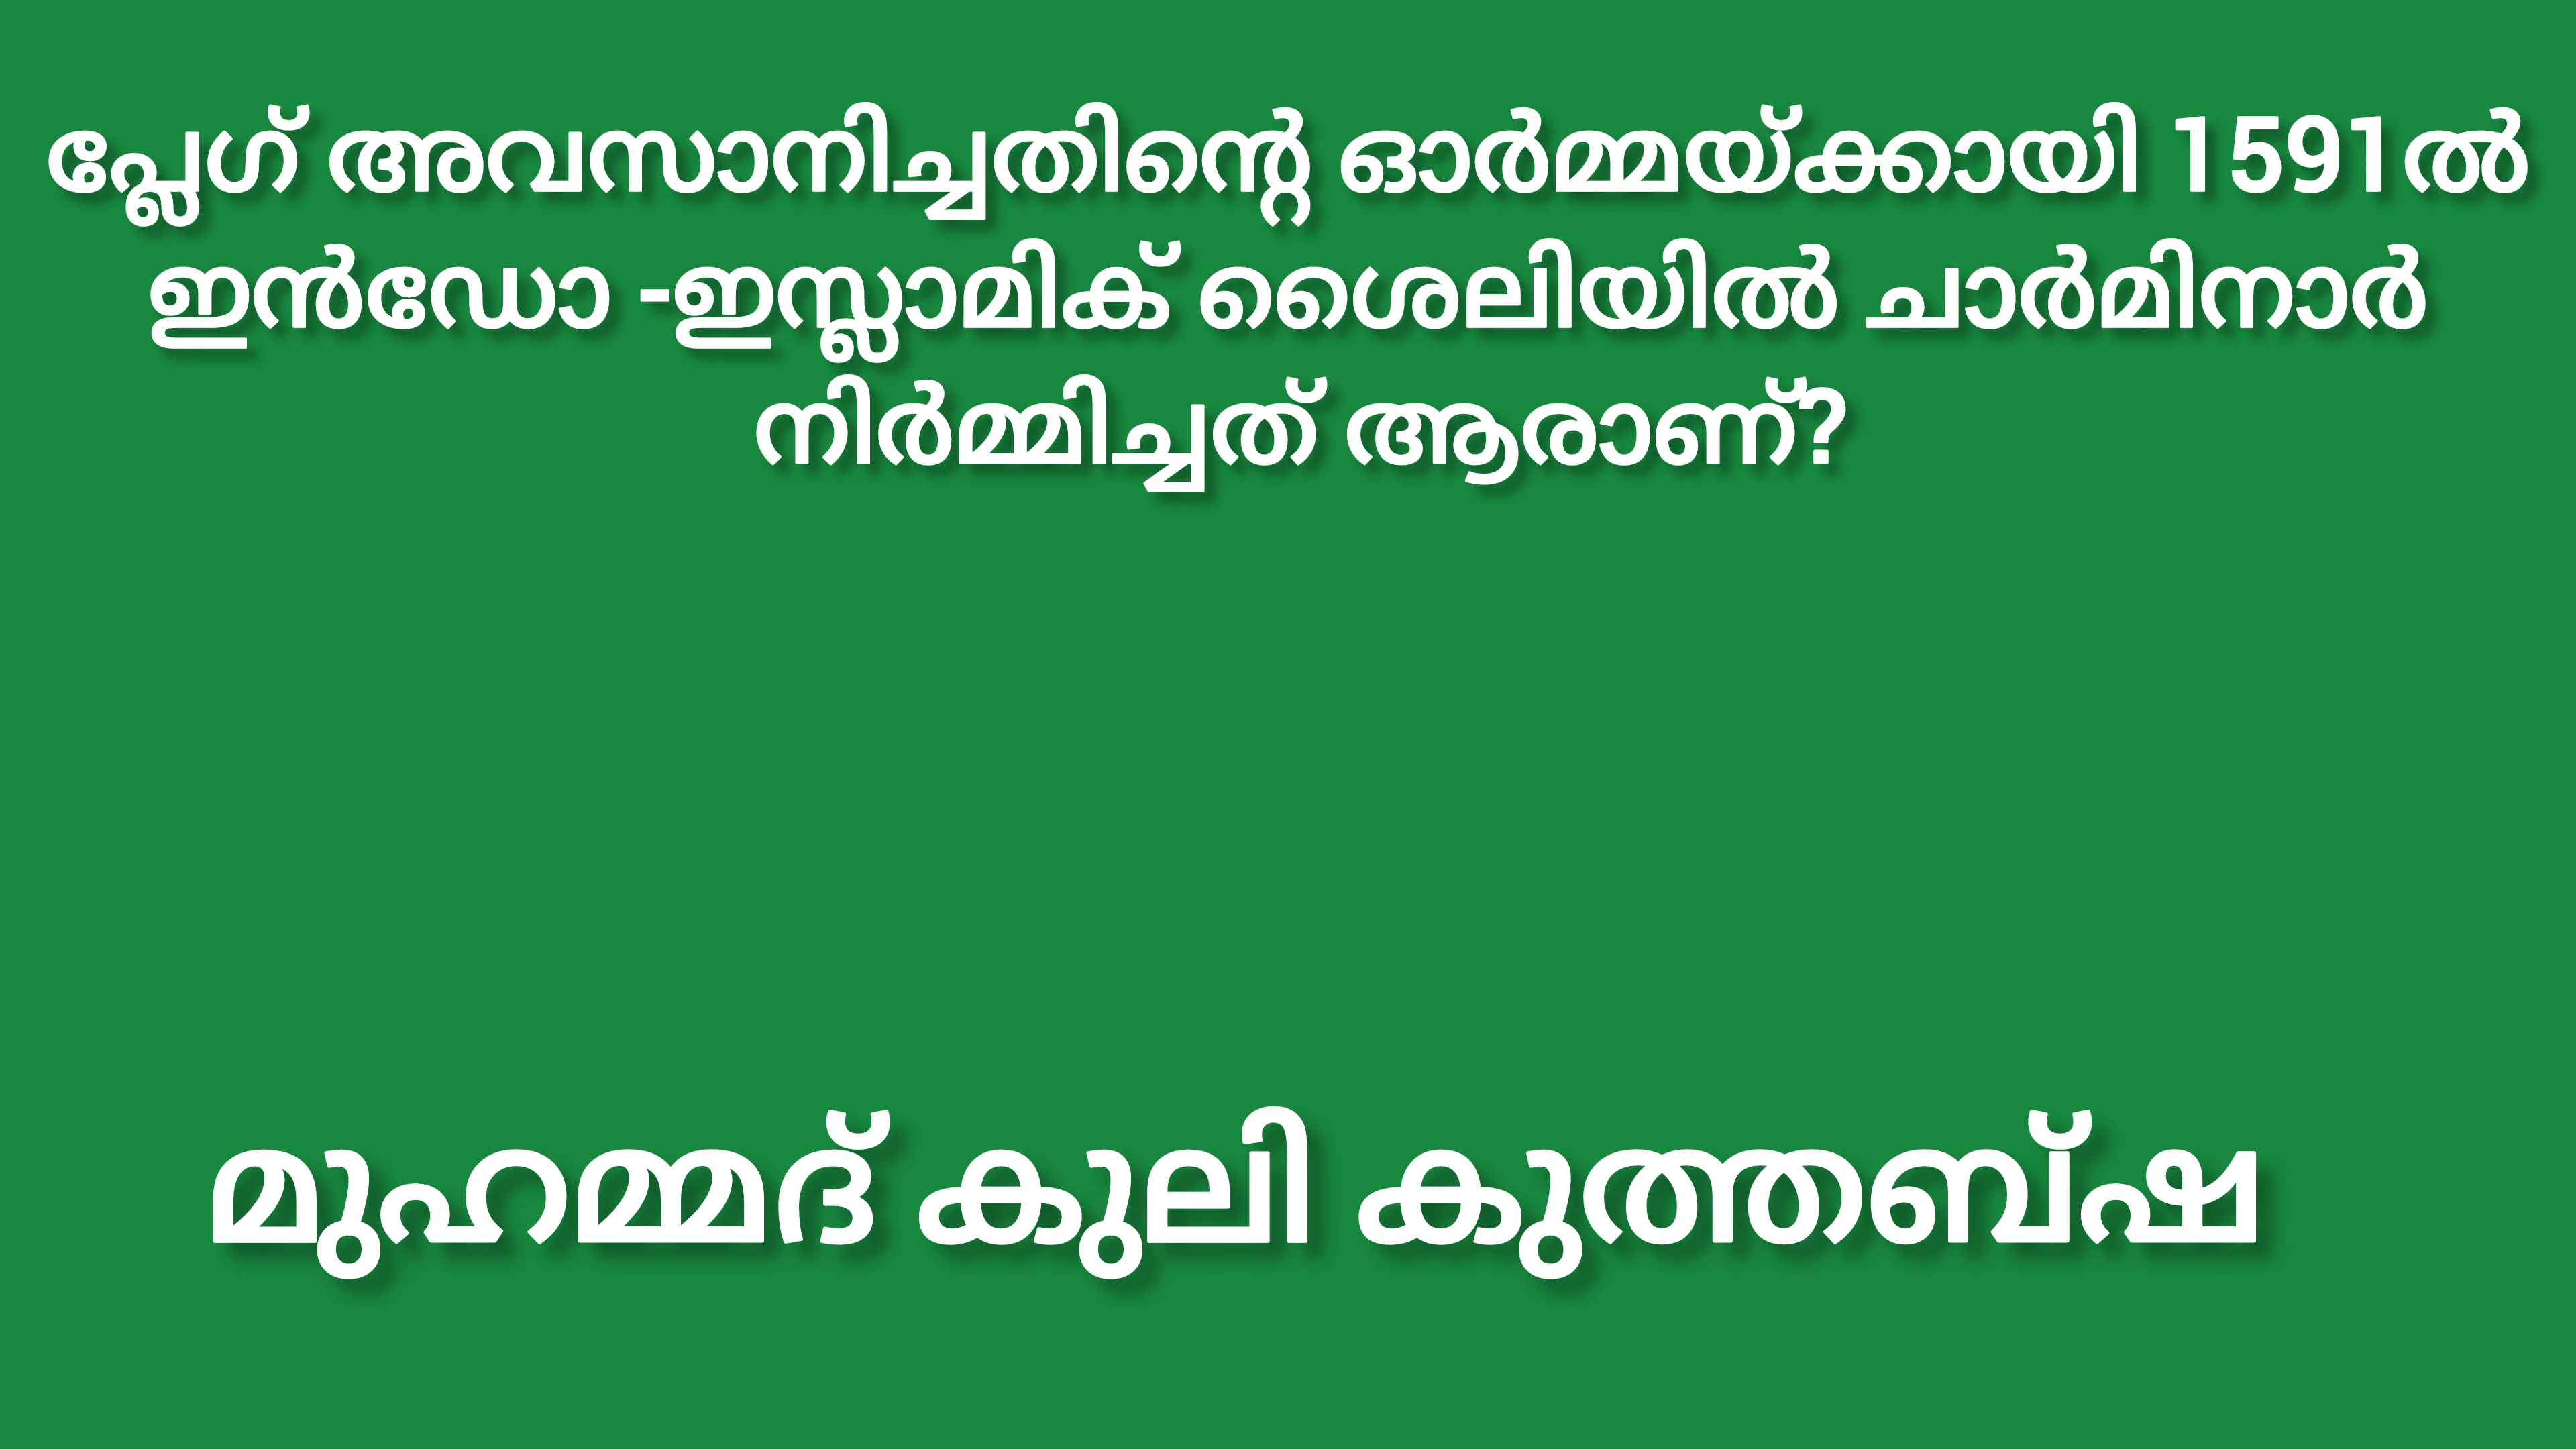 പ്ലേഗ് അവസാനിച്ചതിന്റെ ഓർമ്മയ്ക്കായി 1591ൽ
ഇൻഡോ -ഇസ്ലാമിക് ശൈലിയിൽ ചാർമിനാർ
നിർമ്മിച്ചത് ആരാണ്?
മുഹമ്മദ് കുലി കുത്തബ്ഷ